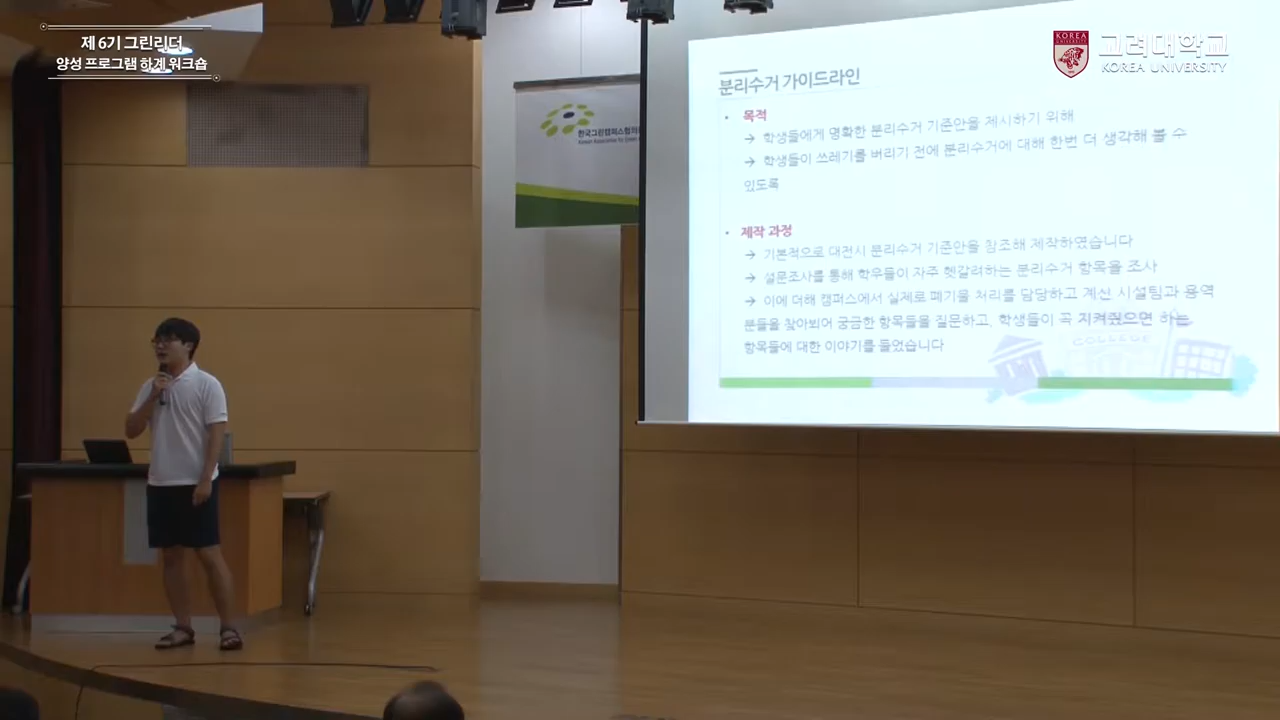 제 6기 그린리더
양성 프로그램 하계 워크숍
KOREA
고려대학교
KOREA UNIVERSITY
한국그린캠퍼스협의회
분리수거 가이드라인
• 목적
→ 학생들에게 명확한 분리수거 기준안을 제시하기 위해
→ 학생들이 쓰레기를 버리기 전에 분리수거에 대해 한번 더 생각해 볼 수
있도록
• 제작 과정
→ 기본적으로 대전시 분리수거 기준안을 참조해 제작하였습니다
→ 설문조사를 통해 학우들이 자주 헷갈려하는 분리수거 항목을 조사
→ 이에 더해 캠퍼스에서 실제로 폐기물 처리를 담당하고 계신 시설팀과 용역
분들을 찾아뵈어 궁금한 항목들을 질문하고, 학생들이 꼭 지켜줬으면 하는
항목들에 대한 이야기를 들었습니다
COLLEGE